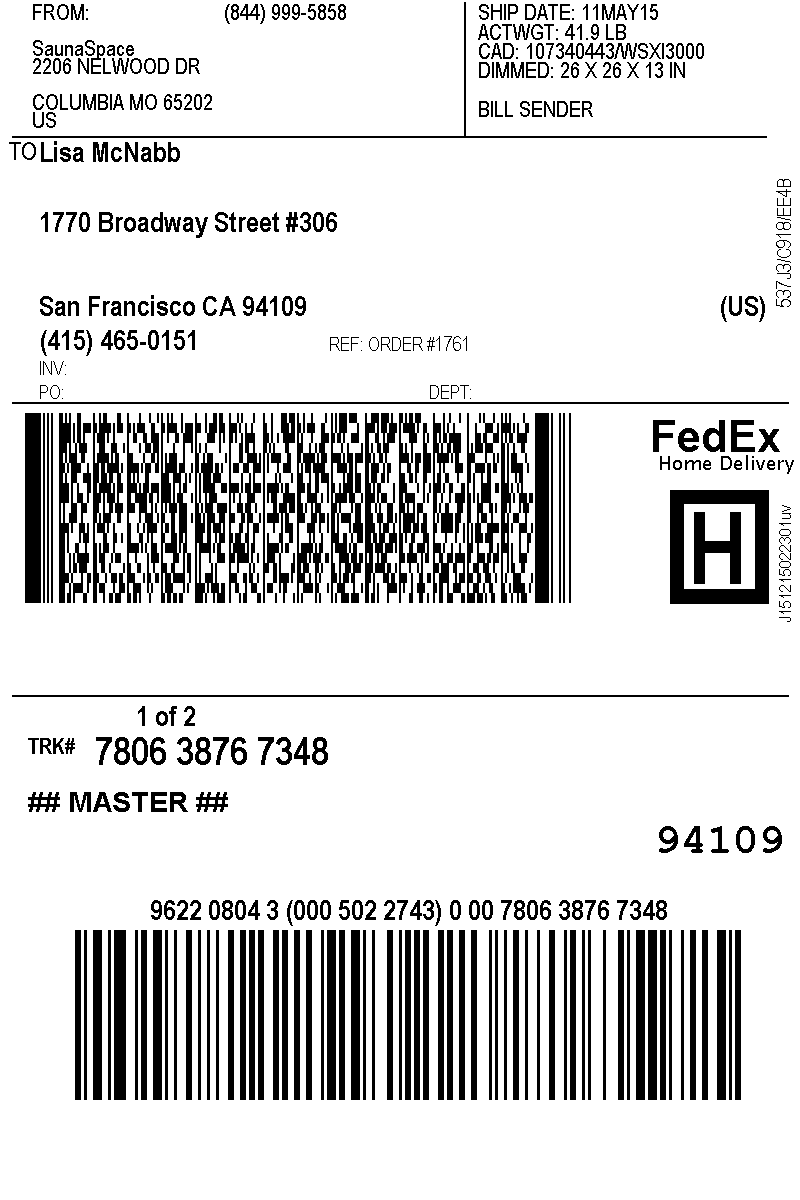 FROM: (844) 999-5858
SaunaSpace
2206 NELWOOD DR
COLUMBIA MO 65202
US
SHIP DATE: 11MAY15
ACTWGT: 41.9 LB
CAD: 107340443/WSXI3000
DIMMED: 26 X 26 X 13 IN
BILL SENDER
TO Lisa McNabb
1770 Broadway Street #306
San Francisco CA 94109 (US)
(415) 465-0151 REF: ORDER #1761
INV:
PO: DEPT:
537J3/C918/EE4B
FedEx
Home Delivery
H
J151215022301uv
1 of 2
TRK# 7806 3876 7348
## MASTER ##
94109
9622 0804 3 (000 502 2743) 0 00 7806 3876 7348